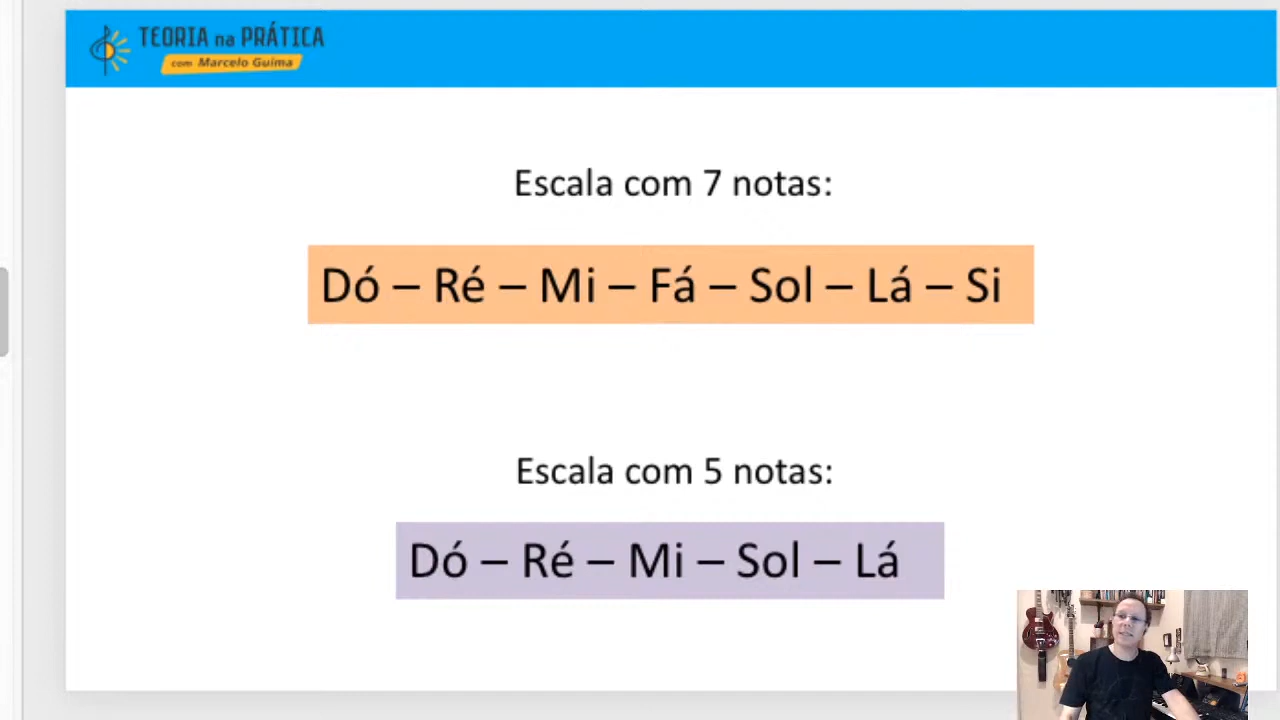 TEORIA na PRÁTICA
com Marcelo Guima
Escala com 7 notas:
Dó – Ré – Mi – Fá – Sol – Lá – Si
Escala com 5 notas:
Dó – Ré – Mi – Sol – Lá